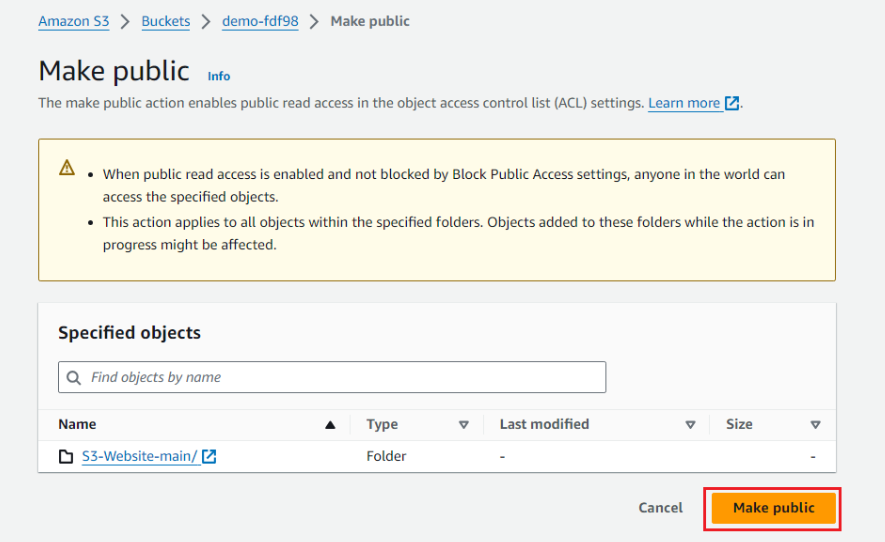 Amazon S3 > Buckets > demo-fdf98 > Make public
Make public Info
The make public action enables public read access in the object access control list (ACL) settings. Learn more.
• When public read access is enabled and not blocked by Block Public Access settings, anyone in the world can
access the specified objects.
• This action applies to all objects within the specified folders. Objects added to these folders while the action is in
progress might be affected.
Specified objects
Find objects by name
Name Type Last modified Size
S3-Website-main/ Folder - -
Cancel Make public